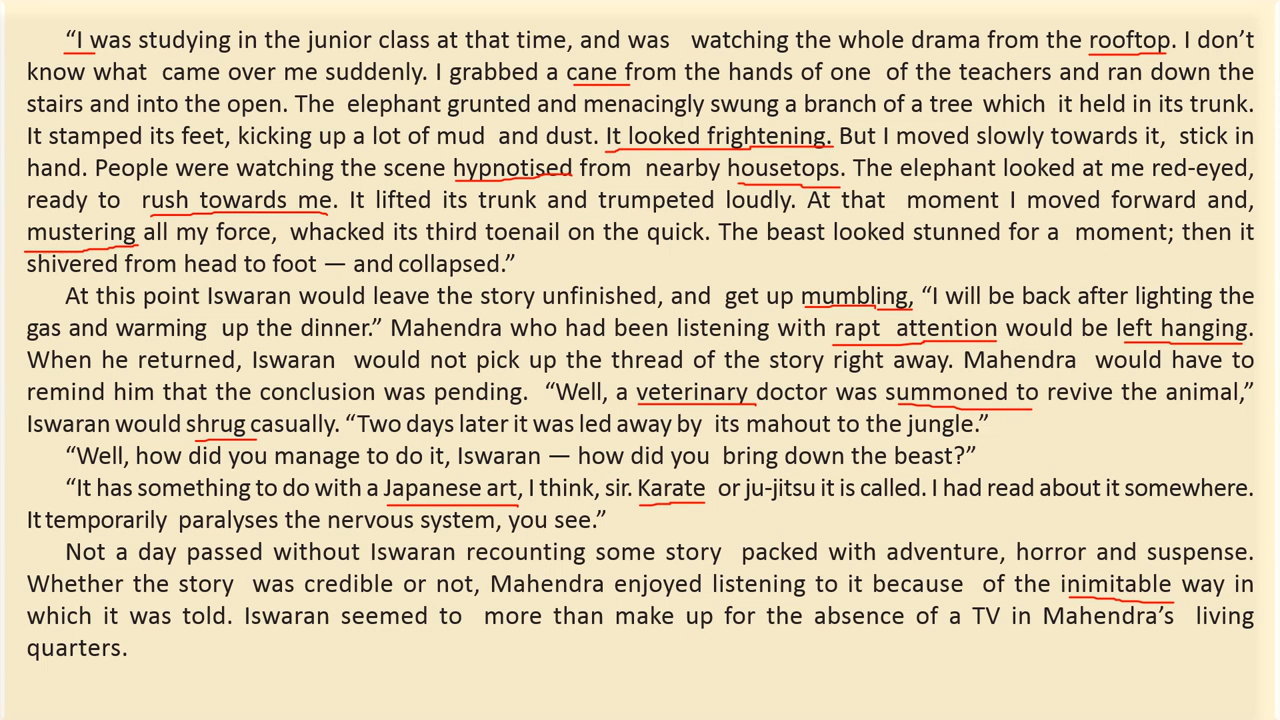 “I was studying in the junior class at that time, and was watching the whole drama from the rooftop. I don’t
know what came over me suddenly. I grabbed a cane from the hands of one of the teachers and ran down the
stairs and into the open. The elephant grunted and menacingly swung a branch of a tree which it held in its trunk.
It stamped its feet, kicking up a lot of mud and dust. It looked frightening. But I moved slowly towards it, stick in
hand. People were watching the scene hypnotised from nearby housetops. The elephant looked at me red-eyed,
ready to rush towards me. It lifted its trunk and trumpeted loudly. At that moment I moved forward and,
mustering all my force, whacked its third toenail on the quick. The beast looked stunned for a moment; then it
shivered from head to foot — and collapsed.”
At this point Iswaran would leave the story unfinished, and get up mumbling, “I will be back after lighting the
gas and warming up the dinner.” Mahendra who had been listening with rapt attention would be left hanging.
When he returned, Iswaran would not pick up the thread of the story right away. Mahendra would have to
remind him that the conclusion was pending. “Well, a veterinary doctor was summoned to revive the animal,”
Iswaran would shrug casually. “Two days later it was led away by its mahout to the jungle.”
“Well, how did you manage to do it, Iswaran — how did you bring down the beast?”
“It has something to do with a Japanese art, I think, sir. Karate or ju-jitsu it is called. I had read about it somewhere.
It temporarily paralyses the nervous system, you see.”
Not a day passed without Iswaran recounting some story packed with adventure, horror and suspense.
Whether the story was credible or not, Mahendra enjoyed listening to it because of the inimitable way in
which it was told. Iswaran seemed to more than make up for the absence of a TV in Mahendra’s living
quarters.